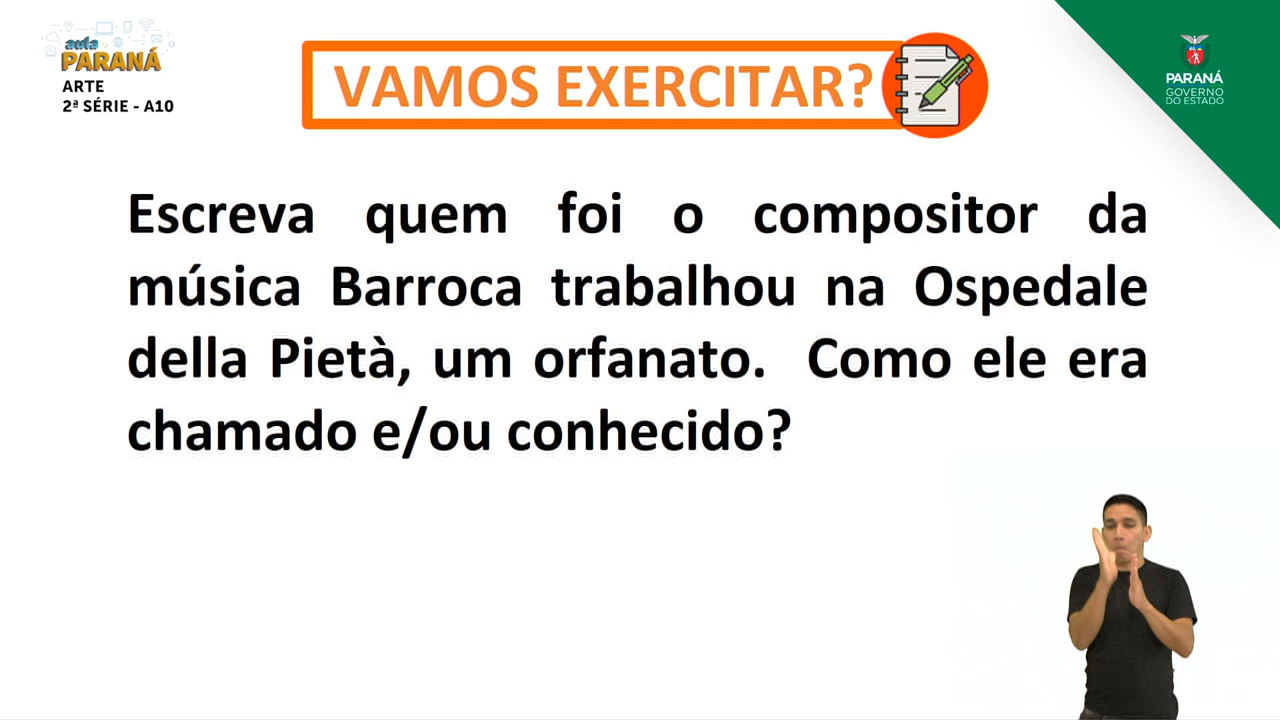 aula
PARANÁ
ARTE
2ª SÉRIE - A10
VAMOS EXERCITAR?
PARANÁ
GOVERNO
DO ESTADO
Escreva quem foi o compositor da
música Barroca trabalhou na Ospedale
della Pietà, um orfanato. Como ele era
chamado e/ou conhecido?